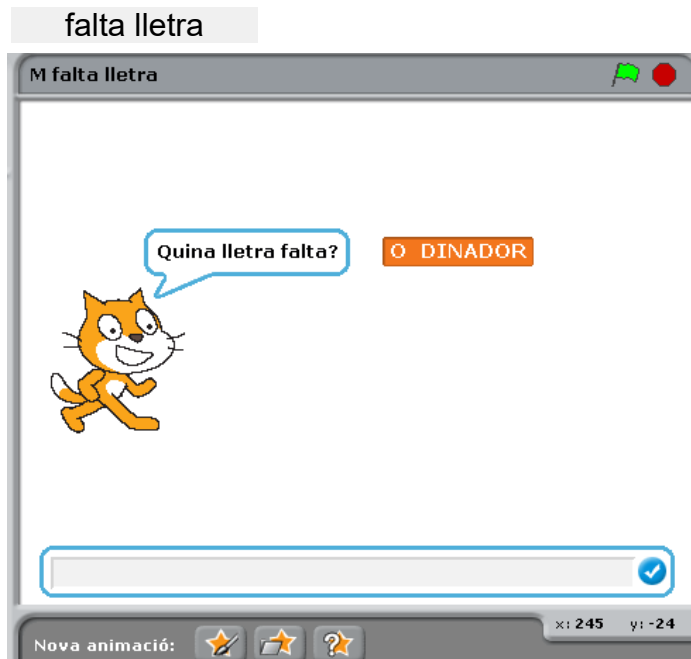 falta lletra
M falta lletra
Quina lletra falta?
O DINADOR
x: 245 y: -24
Nova animació: